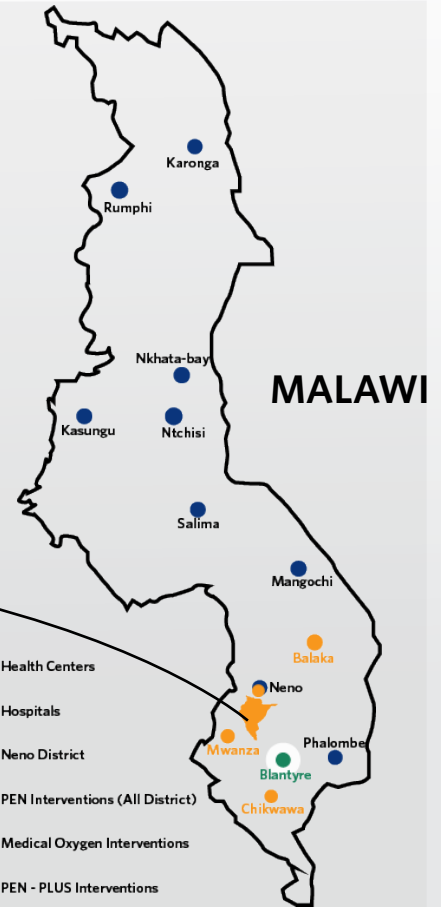 Karonga
Rumphi
Nkhata-bay
MALAWI
Kasungu
Ntchisi
Salima
Mangochi
Balaka
Health Centers
Neno
Hospitals
Phalombe
Mwanza
Neno District
Blantyre
PEN Interventions (All District)
Chikwawa
Medical Oxygen Interventions
PEN - PLUS Interventions